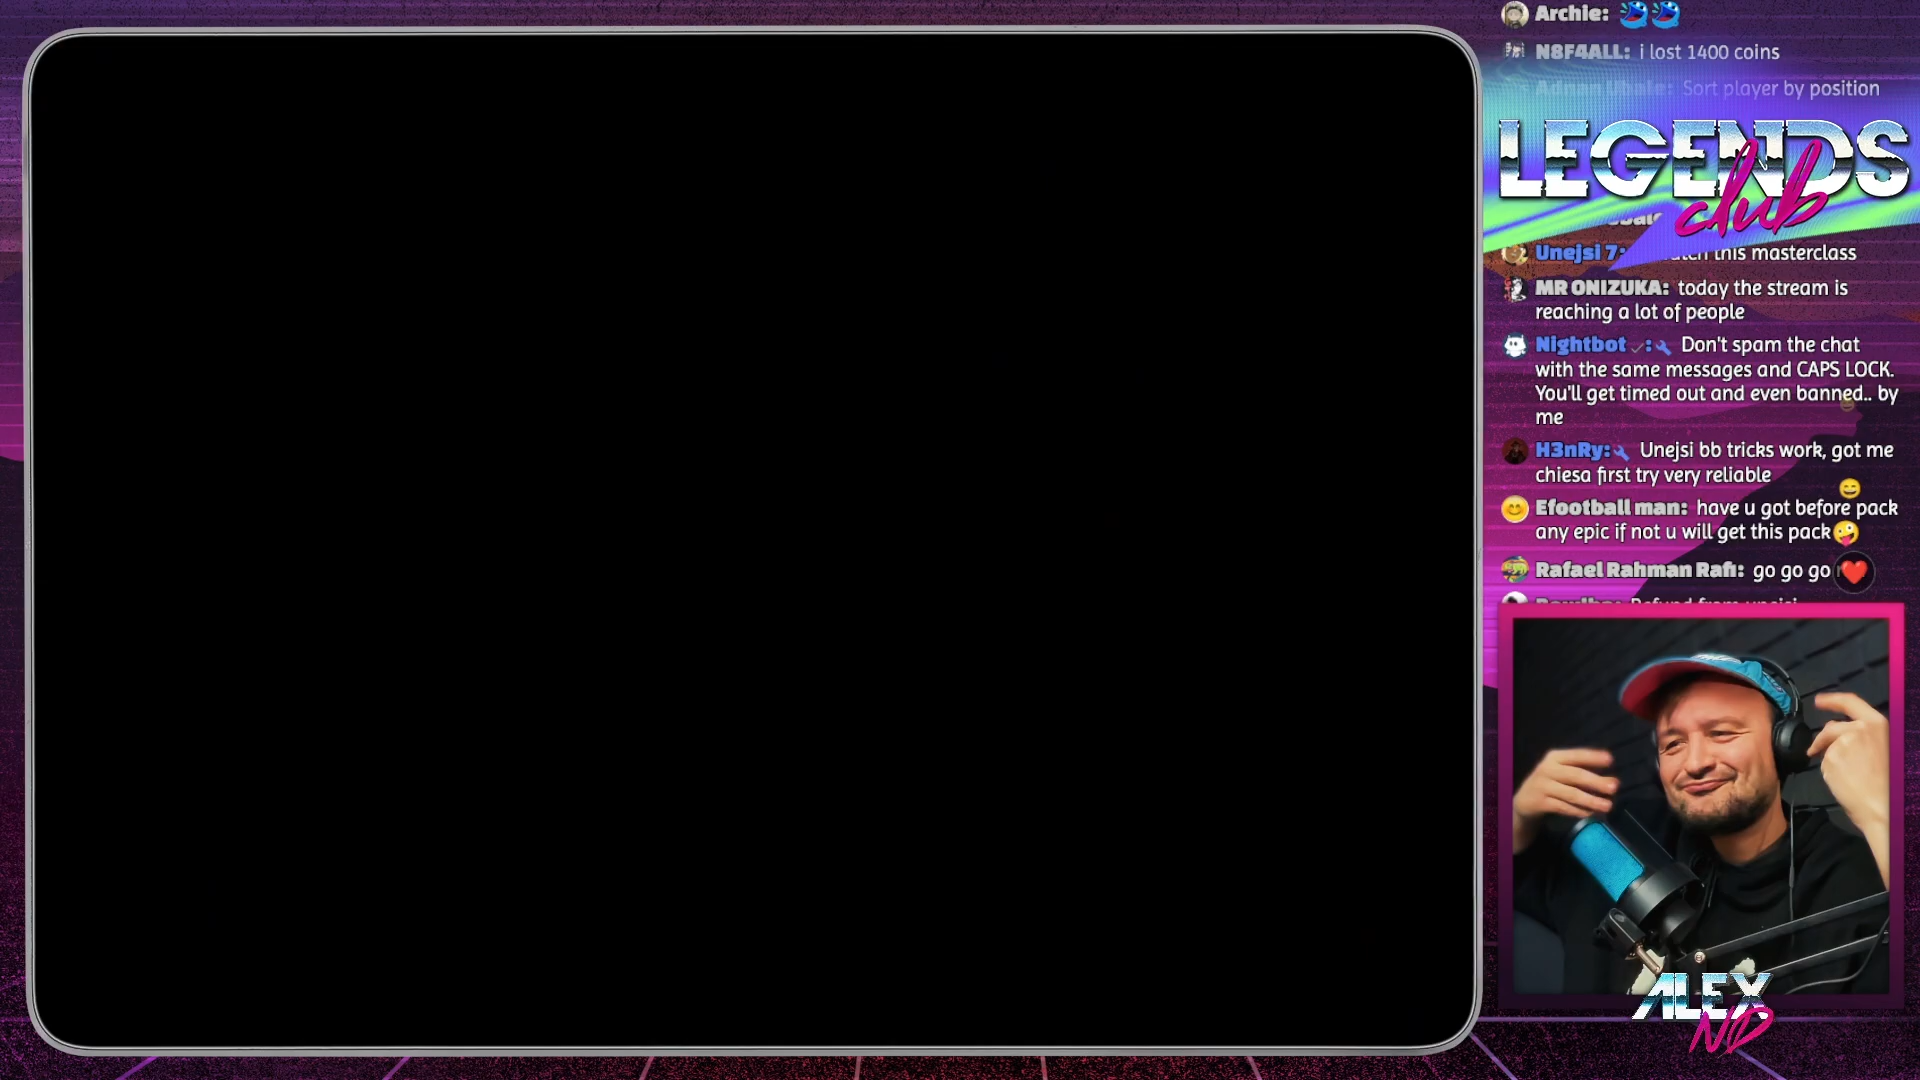 Archie:
N8F4ALL: i lost 1400 coins
Adnan Ubale: Sort player by position
LEGENDS
club
Unejsi 7: this masterclass
MR ONIZUKA: today the stream is
reaching a lot of people
Nightbot: Don't spam the chat
with the same messages and CAPS LOCK.
You'll get timed out and even banned.. by
me
H3nRy: Unejsi bb tricks work, got me
chiesa first try very reliable
Efootball man: have u got before pack
any epic if not u will get this pack
Rafael Rahman Rafi: go go go
ALEX
ND